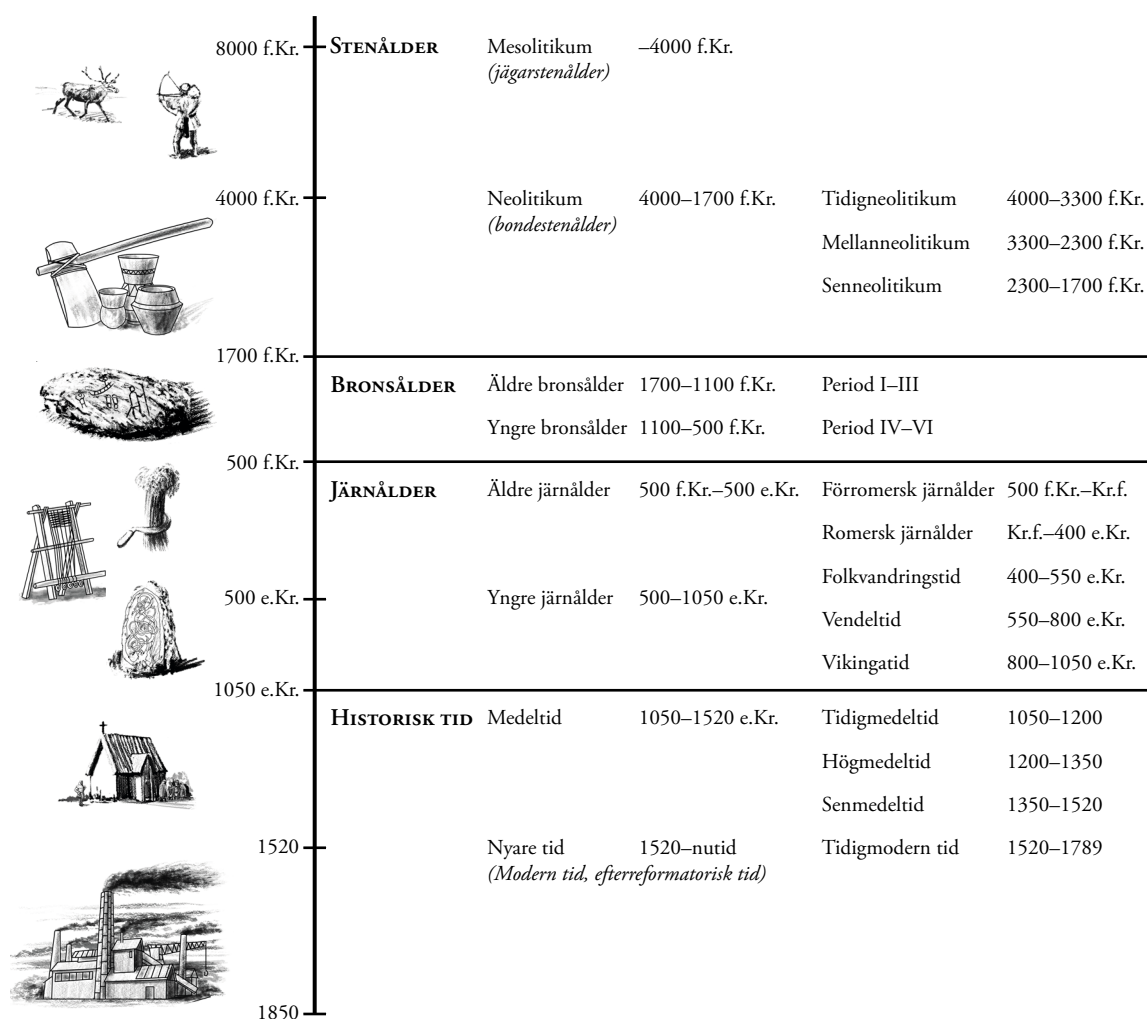 8000 f.Kr. STENÅLDER Mesolitikum –4000 f.Kr.
(jägarstenålder)
4000 f.Kr. Neolitikum 4000–1700 f.Kr. Tidigneolitikum 4000–3300 f.Kr.
(bondestenålder)
Mellanneolitikum 3300–2300 f.Kr.
Senneolitikum 2300–1700 f.Kr.
1700 f.Kr.
BRONSÅLDER Äldre bronsålder 1700–1100 f.Kr. Period I–III
Yngre bronsålder 1100–500 f.Kr. Period IV–VI
500 f.Kr.
JÄRNÅLDER Äldre järnålder 500 f.Kr.–500 e.Kr. Förromersk järnålder 500 f.Kr.–Kr.f.
Romersk järnålder Kr.f.–400 e.Kr.
Folkvandringstid 400–550 e.Kr.
500 e.Kr. Yngre järnålder 500–1050 e.Kr.
Vendeltid 550–800 e.Kr.
Vikingatid 800–1050 e.Kr.
1050 e.Kr.
HISTORISK TID Medeltid 1050–1520 e.Kr. Tidigmedeltid 1050–1200
Högmedeltid 1200–1350
Senmedeltid 1350–1520
1520 Nyare tid 1520–nutid Tidigmodern tid 1520–1789
(Modern tid, efterreformatorisk tid)
1850